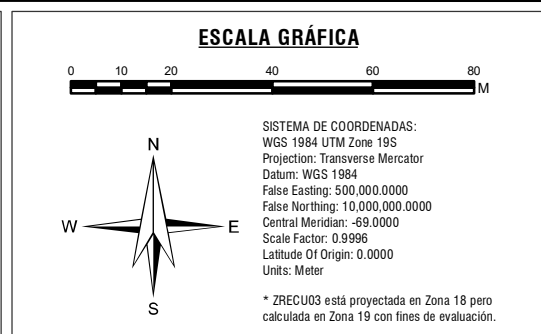 ESCALA GRÁFICA
0 10 20 40 60 80
M
SISTEMA DE COORDENADAS:
WGS 1984 UTM Zone 19S
Projection: Transverse Mercator
Datum: WGS 1984
False Easting: 500,000.0000
False Northing: 10,000,000.0000
Central Meridian: -69.0000
Scale Factor: 0.9996
Latitude Of Origin: 0.0000
Units: Meter
* ZRECU03 está proyectada en Zona 18 pero
calculada en Zona 19 con fines de evaluación.
N
W E
S